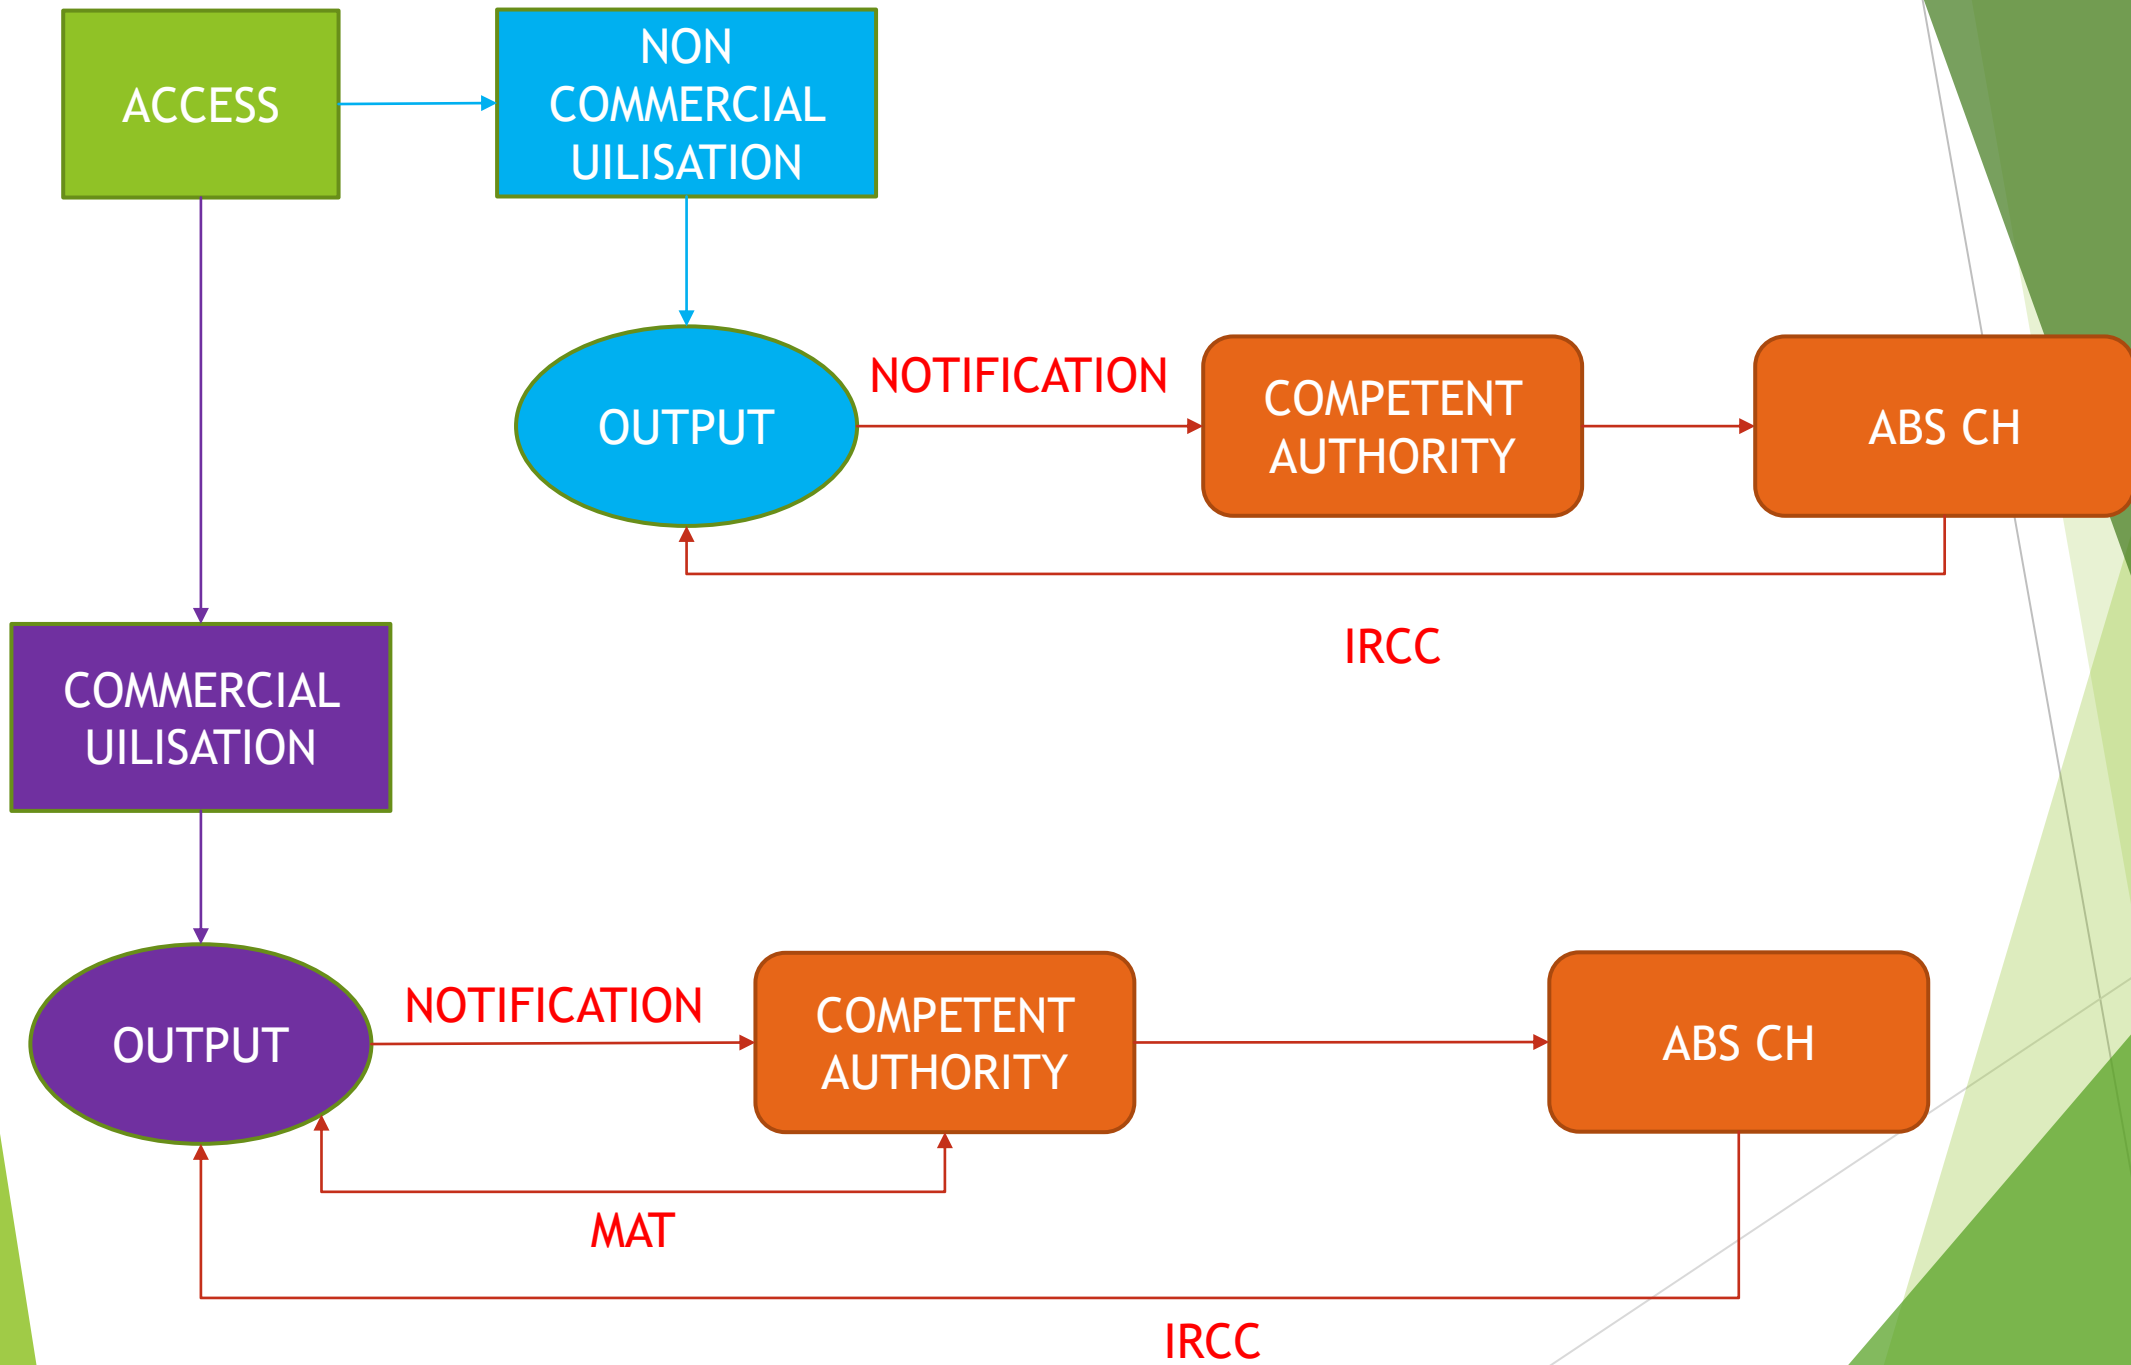 ACCESS
NON
COMMERCIAL
UILISATION
OUTPUT
NOTIFICATION
COMPETENT
AUTHORITY
ABS CH
IRCC
COMMERCIAL
UILISATION
OUTPUT
NOTIFICATION
COMPETENT
AUTHORITY
ABS CH
MAT
IRCC